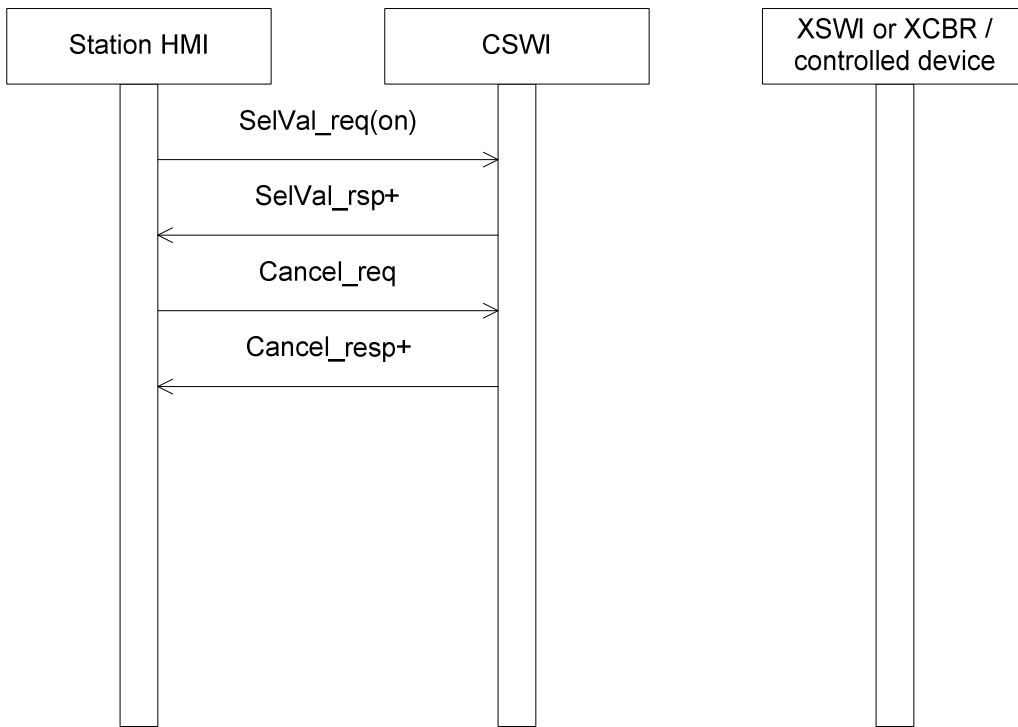 Station HMI
CSWI
XSWI or XCBR /
controlled device
SelVal_req(on)
SelVal_rsp+
Cancel_req
Cancel_resp+